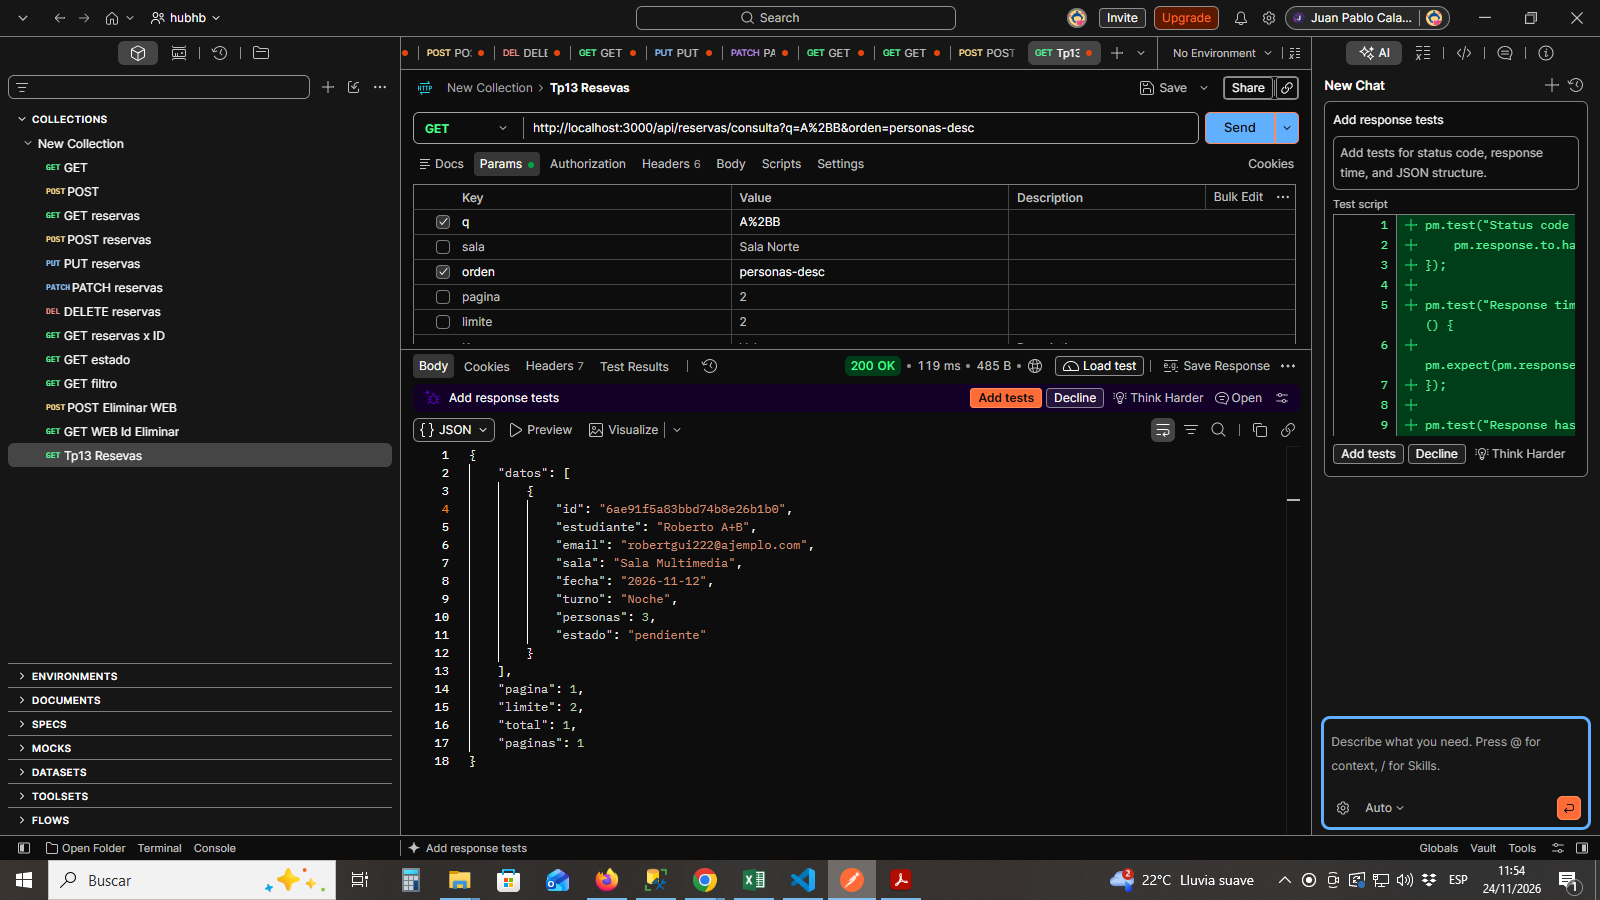 hubhb
Search
Invite
Upgrade
Juan Pablo Cala...
POST PO:
DEL DELE
GET GET
PUT PUT
PATCH PA
GET GET
GET GET
POST POST
GET Tp13
No Environment
AI
New Collection > Tp13 Resevas
Save
Share
New Chat
COLLECTIONS
New Collection
GET GET
POST POST
GET GET reservas
POST POST reservas
PUT PUT reservas
PATCH PATCH reservas
DEL DELETE reservas
GET GET reservas x ID
GET GET estado
GET GET filtro
POST POST Eliminar WEB
GET GET WEB Id Eliminar
GET Tp13 Resevas
ENVIRONMENTS
DOCUMENTS
SPECS
MOCKS
DATASETS
TOOLSETS
FLOWS
HTTP
GET
http://localhost:3000/api/reservas/consulta?q=A%2BB&orden=personas-desc
Send
Docs
Params
Authorization
Headers 6
Body
Scripts
Settings
Cookies
Key
Value
Description
Bulk Edit
q
A%2BB
sala
Sala Norte
orden
personas-desc
pagina
2
limite
2
Body
Cookies
Headers 7
Test Results
200 OK
119 ms
485 B
Load test
e.g. Save Response
Add response tests
Add tests
Decline
Think Harder
Open
{} JSON
Preview
Visualize
1 {
2 "datos": [
3 {
4 "id": "6ae91f5a83bbd74b8e26b1b0",
5 "estudiante": "Roberto A+B",
6 "email": "robertgui222@ajemplo.com",
7 "sala": "Sala Multimedia",
8 "fecha": "2026-11-12",
9 "turno": "Noche",
10 "personas": 3,
11 "estado": "pendiente"
12 }
13 ],
14 "pagina": 1,
15 "limite": 2,
16 "total": 1,
17 "paginas": 1
18 }
Add response tests
Add tests for status code, response
time, and JSON structure.
Test script
1 + pm.test("Status code
2 + pm.response.to.ha
3 + });
4 +
5 + pm.test("Response tim
() {
6 +
pm.expect(pm.response
7 + });
8 +
9 + pm.test("Response has
Add tests
Decline
Think Harder
Describe what you need. Press @ for
context, / for Skills.
Auto
Open Folder
Terminal
Console
Add response tests
Globals
Vault
Tools
Buscar
2
22°C Lluvia suave
ESP
11:54
24/11/2026
1